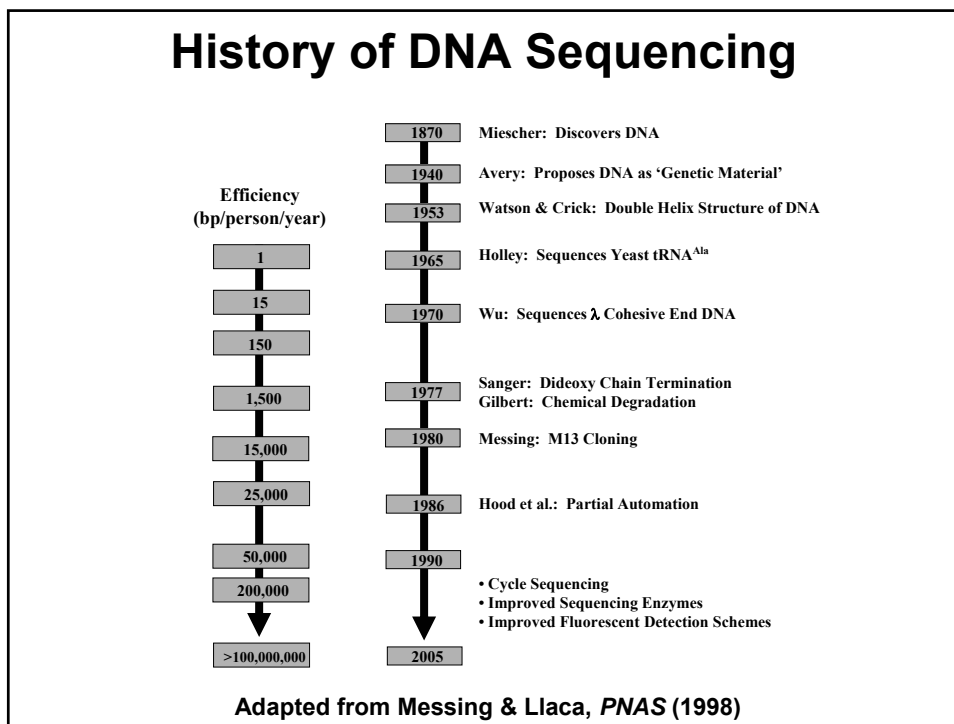 History of DNA Sequencing
Efficiency
(bp/person/year)
1
15
150
1,500
15,000
25,000
50,000
200,000
>100,000,000
1870 Miescher: Discovers DNA
1940 Avery: Proposes DNA as ‘Genetic Material’
1953 Watson & Crick: Double Helix Structure of DNA
1965 Holley: Sequences Yeast tRNAAla
1970 Wu: Sequences λ Cohesive End DNA
1977 Sanger: Dideoxy Chain Termination
Gilbert: Chemical Degradation
1980 Messing: M13 Cloning
1986 Hood et al.: Partial Automation
1990
• Cycle Sequencing
• Improved Sequencing Enzymes
• Improved Fluorescent Detection Schemes
2005
Adapted from Messing & Llaca, PNAS (1998)